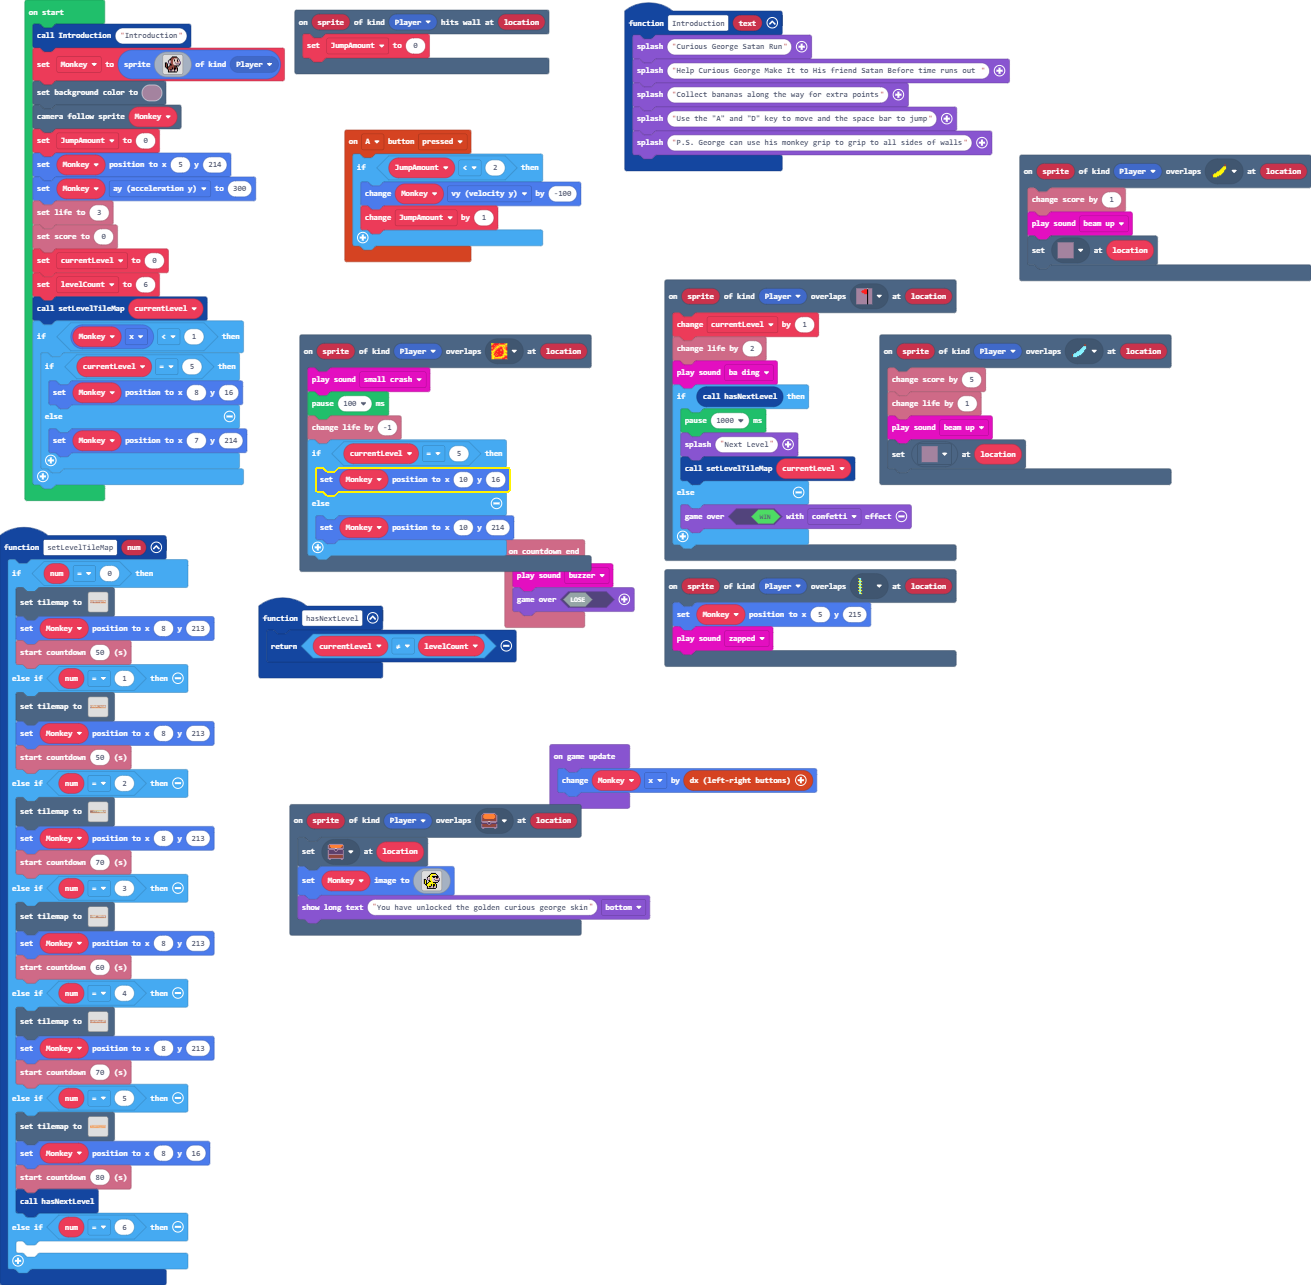 on start
call Introduction "Introduction"
set Monkey to sprite of kind Player
set background color to
camera follow sprite Monkey
set JumpAmount to 0
set Monkey position to x 5 y 214
set Monkey ay (acceleration y) to 300
set life to 3
set score to 0
set currentLevel to 0
set levelCount to 6
call setLevelTileMap currentLevel
if Monkey x < 1 then
if currentLevel = 5 then
set Monkey position to x 8 y 16
else
set Monkey position to x 7 y 214
on sprite of kind Player hits wall at location
set JumpAmount to 0
on A button pressed
if JumpAmount < 2 then
change Monkey vy (velocity y) by -100
change JumpAmount by 1
function Introduction text
splash "Curious George Satan Run"
splash "Help Curious George Make It to His friend Satan Before time runs out "
splash "Collect bananas along the way for extra points"
splash "Use the "A" and "D" key to move and the space bar to jump"
splash "P.S. George can use his monkey grip to grip to all sides of walls"
on sprite of kind Player overlaps at location
change score by 1
play sound beam up
set at location
on sprite of kind Player overlaps at location
change currentLevel by 1
change life by 2
play sound ba ding
if call hasNextLevel then
pause 1000 ms
splash "Next Level"
call setLevelTileMap currentLevel
else
game over WIN with confetti effect
on sprite of kind Player overlaps at location
change score by 5
change life by 1
play sound beam up
set at location
on sprite of kind Player overlaps at location
play sound small crash
pause 100 ms
change life by -1
if currentLevel = 5 then
set Monkey position to x 10 y 16
else
set Monkey position to x 10 y 214
on countdown end
play sound buzzer
game over LOSE
on sprite of kind Player overlaps at location
set Monkey position to x 5 y 215
play sound zapped
function hasNextLevel
return currentLevel ≠ levelCount
function setLevelTileMap num
if num = 0 then
set tilemap to
set Monkey position to x 8 y 213
start countdown 50 (s)
else if num = 1 then
set tilemap to
set Monkey position to x 8 y 213
start countdown 50 (s)
else if num = 2 then
set tilemap to
set Monkey position to x 8 y 213
start countdown 70 (s)
else if num = 3 then
set tilemap to
set Monkey position to x 8 y 213
start countdown 60 (s)
else if num = 4 then
set tilemap to
set Monkey position to x 8 y 213
start countdown 70 (s)
else if num = 5 then
set tilemap to
set Monkey position to x 8 y 16
start countdown 80 (s)
call hasNextLevel
else if num = 6 then
on game update
change Monkey x by dx (left-right buttons)
on sprite of kind Player overlaps at location
set at location
set Monkey image to
show long text "You have unlocked the golden curious george skin" bottom